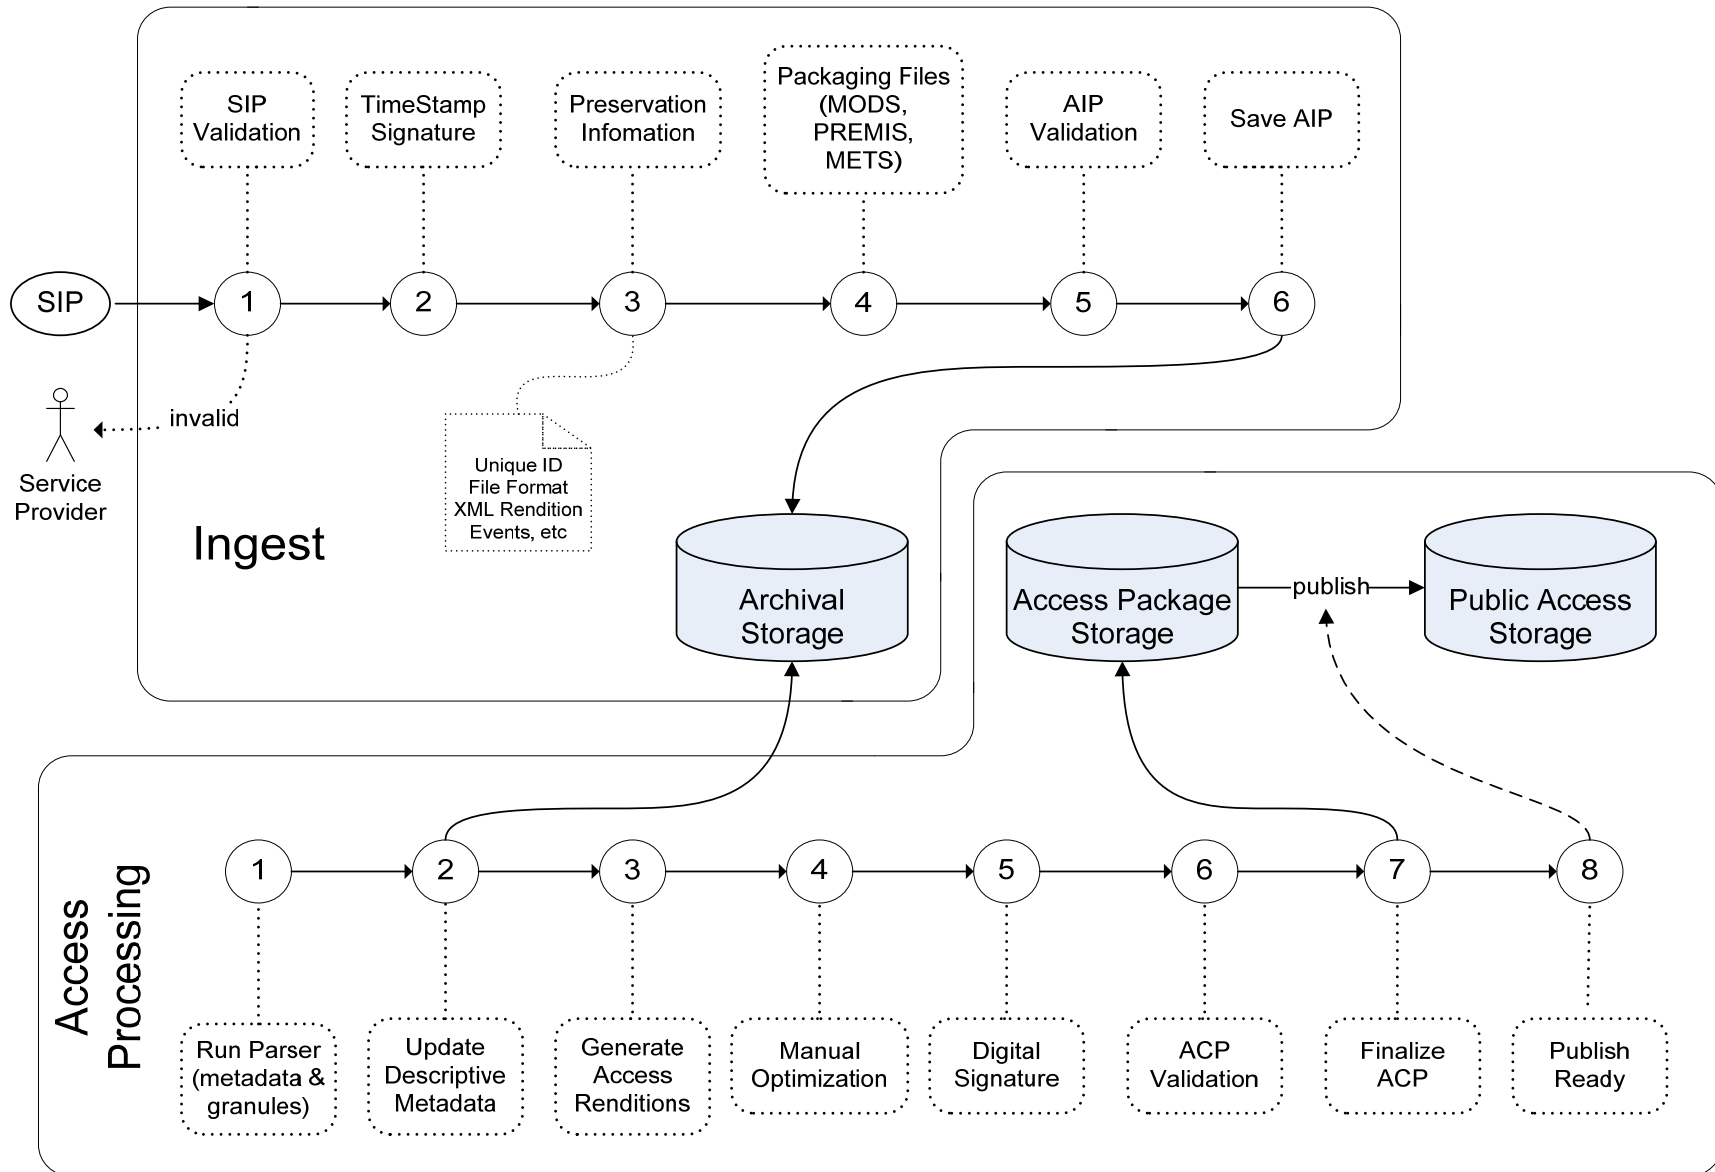 SIP
Validation
TimeStamp
Signature
Preservation
Infomation
Packaging Files
(MODS,
PREMIS,
METS)
AIP
Validation
Save AIP
SIP
1
2
3
4
5
6
invalid
Service
Provider
Unique ID
File Format
XML Rendition
Events, etc
Ingest
Archival
Storage
Access Package
Storage
publish
Public Access
Storage
Access
Processing
1
2
3
4
5
6
7
8
Run Parser
(metadata &
granules)
Update
Descriptive
Metadata
Generate
Access
Renditions
Manual
Optimization
Digital
Signature
ACP
Validation
Finalize
ACP
Publish
Ready